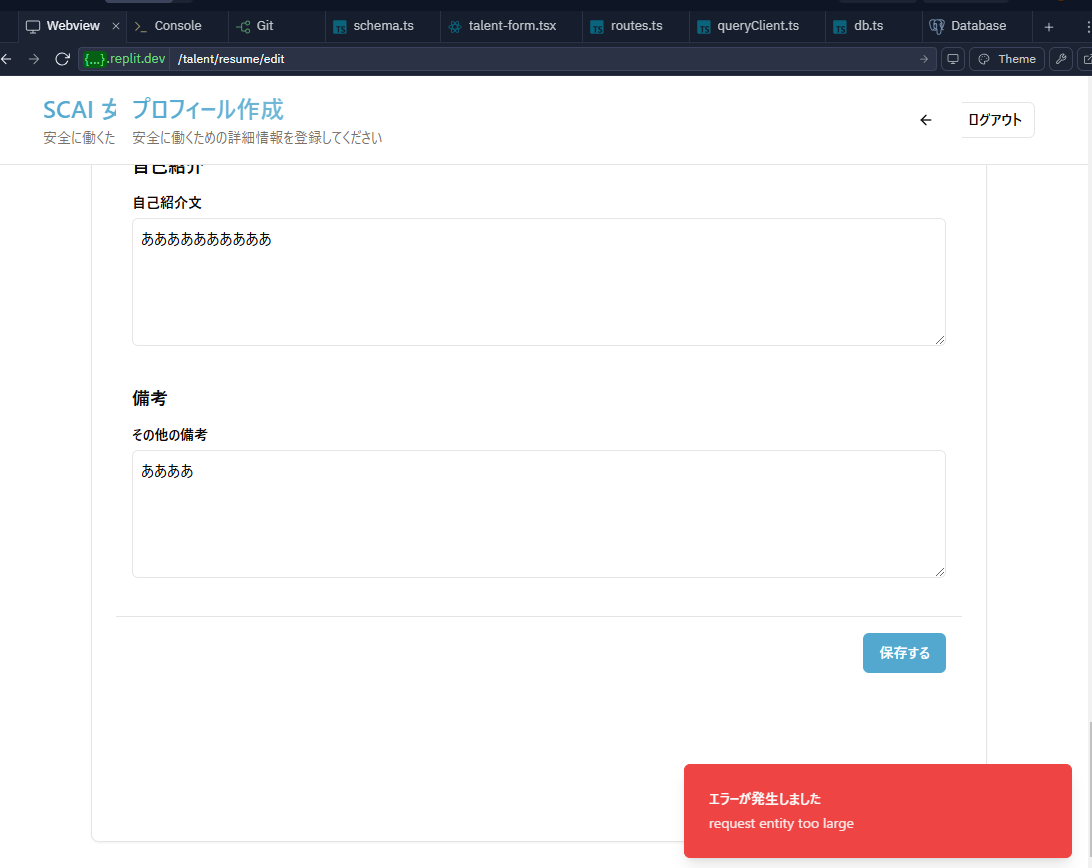 Webview
Console
Git
schema.ts
talent-form.tsx
routes.ts
queryClient.ts
db.ts
Database
{...}.replit.dev
/talent/resume/edit
Theme
SCAI 女
プロフィール作成
安全に働くた
安全に働くための詳細情報を登録してください
ログアウト
自己紹介
自己紹介文
ああああああああああ
備考
その他の備考
ああああ
保存する
エラーが発生しました
request entity too large